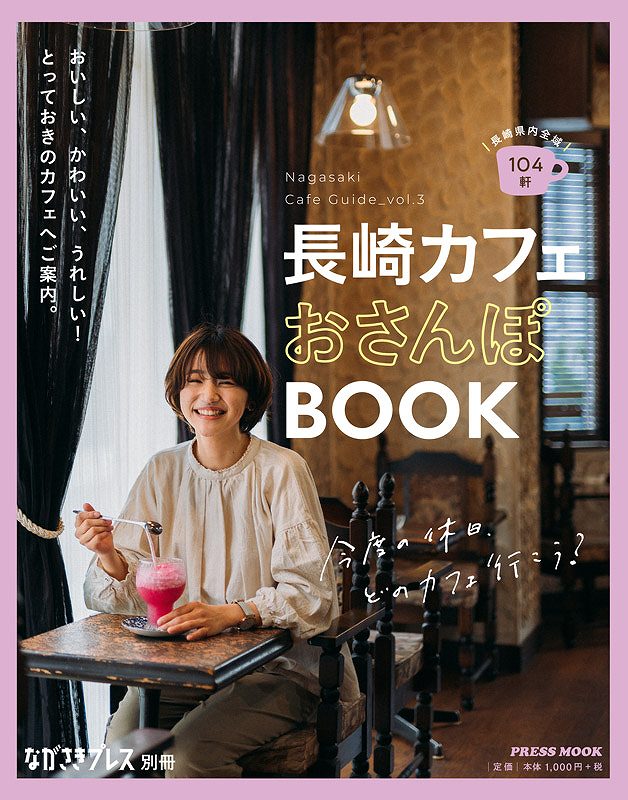 おいしい、かわいい、うれしい！
とっておきのカフェへご案内。
長崎県内全域
104
軒
Nagasaki
Cafe Guide_vol.3
長崎カフェ
おさんぽ
BOOK
今度の休日、
どのカフェ行こう？
ながさきプレス 別冊
PRESS MOOK
｜定価｜本体1,000円＋税